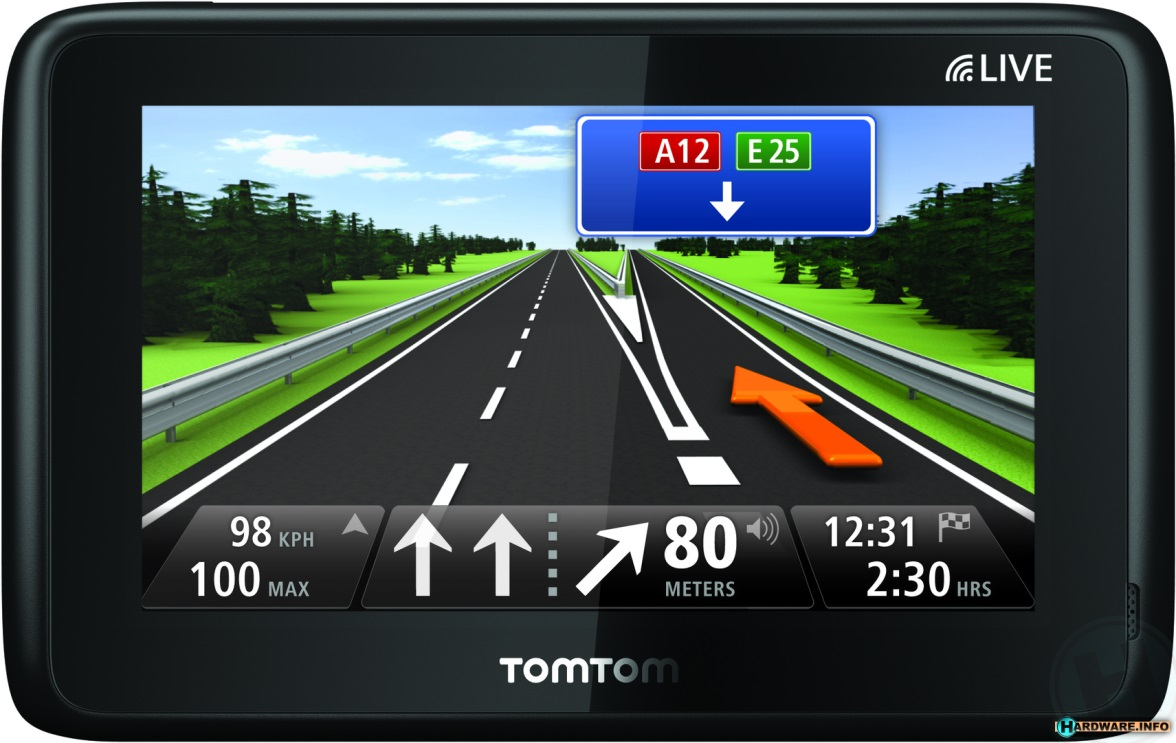 LIVE
A12 E 25
98 KPH
100 MAX
80
METERS
12:31
2:30 HRS
TOMTOM
HARDWARE.INFO